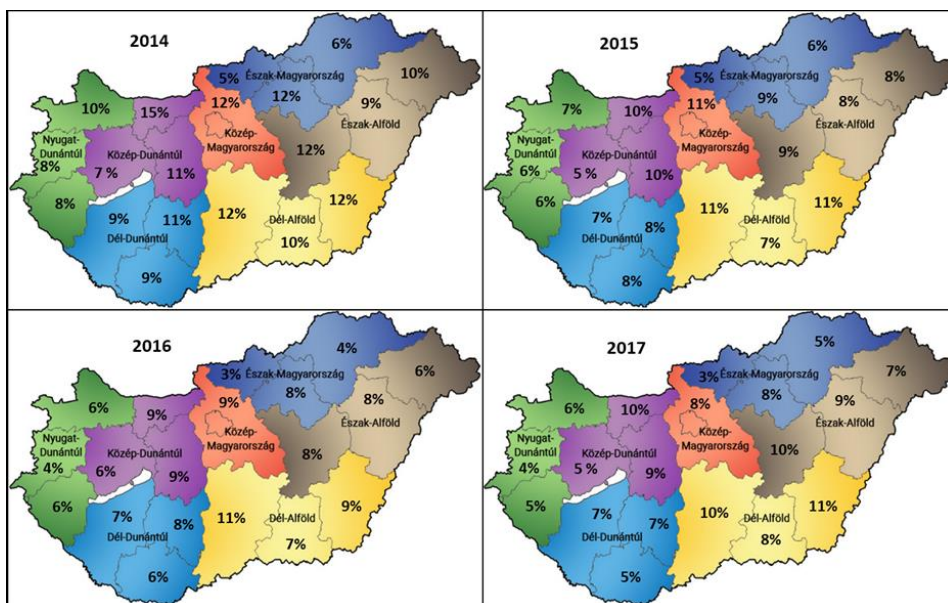 2014
6%
5% Észak-Magyarország
10%
10%
12%
12%
15%
9%
Nyugat-
Dunántúl
Közép-
Magyarország
Észak-Alföld
8%
Közép-Dunántúl
12%
7 %
11%
8%
9%
11%
12%
Dél-Alföld
12%
Dél-Dunántúl
10%
9%
2015
6%
5% Észak-Magyarország
8%
7%
10%
11%
9%
8%
Nyugat-
Dunántúl
Közép-
Magyarország
Észak-Alföld
6%
Közép-Dunántúl
9%
5 %
10%
6%
7%
8%
11%
Dél-Alföld
11%
Dél-Dunántúl
7%
8%
2016
4%
3% Észak-Magyarország
6%
6%
9%
9%
8%
8%
Nyugat-
Dunántúl
Közép-
Magyarország
Észak-Alföld
4%
Közép-Dunántúl
8%
6 %
9%
6%
7%
8%
11%
Dél-Alföld
9%
Dél-Dunántúl
7%
6%
2017
5%
3% Észak-Magyarország
7%
6%
10%
8%
8%
9%
Nyugat-
Dunántúl
Közép-
Magyarország
Észak-Alföld
4%
Közép-Dunántúl
10%
5 %
9%
5%
7%
7%
10%
Dél-Alföld
11%
Dél-Dunántúl
8%
5%